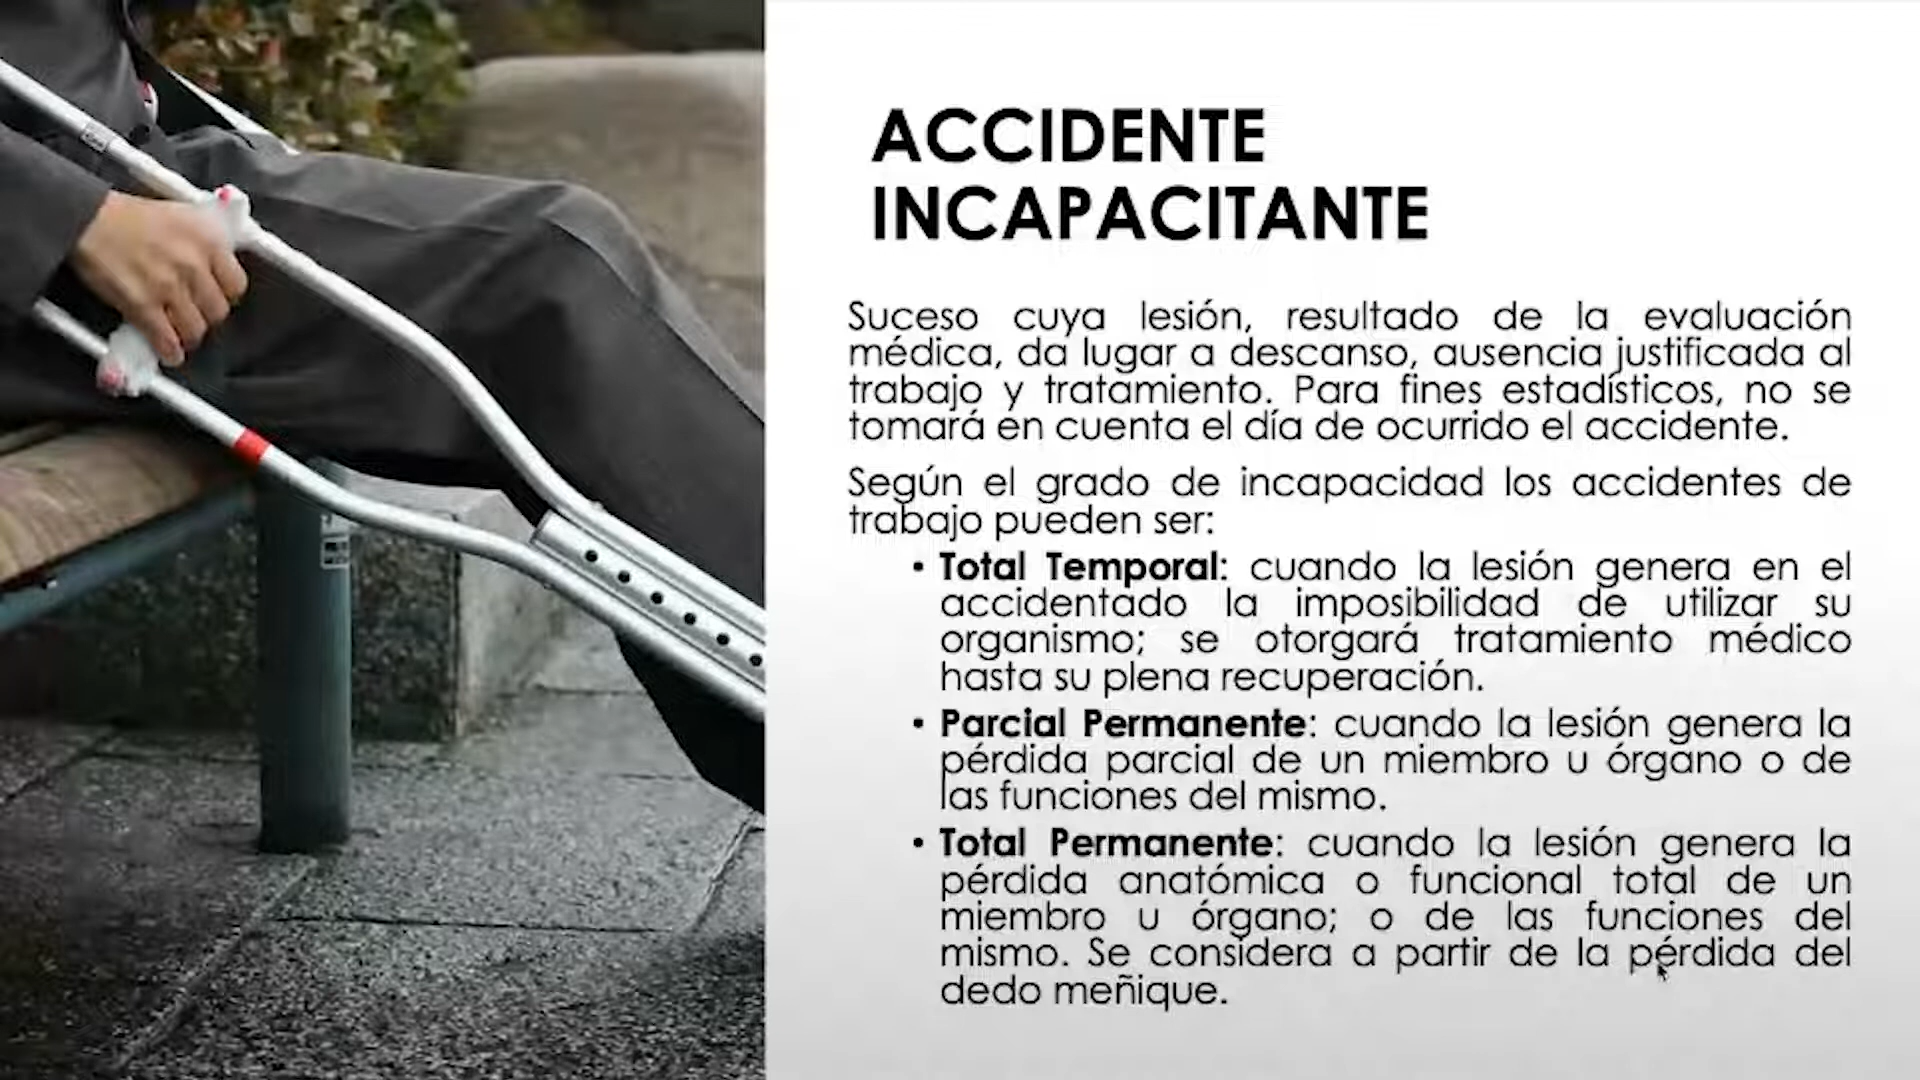 ACCIDENTE
INCAPACITANTE
Suceso cuya lesión, resultado de la evaluación
médica, da lugar a descanso, ausencia justificada al
trabajo y tratamiento. Para fines estadísticos, no se
tomará en cuenta el día de ocurrido el accidente.
Según el grado de incapacidad los accidentes de
trabajo pueden ser:
• Total Temporal: cuando la lesión genera en el
accidentado la imposibilidad de utilizar su
organismo; se otorgará tratamiento médico
hasta su plena recuperación.
• Parcial Permanente: cuando la lesión genera la
pérdida parcial de un miembro u órgano o de
las funciones del mismo.
• Total Permanente: cuando la lesión genera la
pérdida anatómica o funcional total de un
miembro u órgano; o de las funciones del
mismo. Se considera a partir de la pérdida del
dedo meñique.